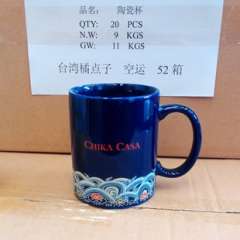 品名： 陶瓷杯
QTY: 20 PCS
N.W: 9 KGS
GW: 11 KGS
台湾橘点子 空运 52箱
CHIKA CASA